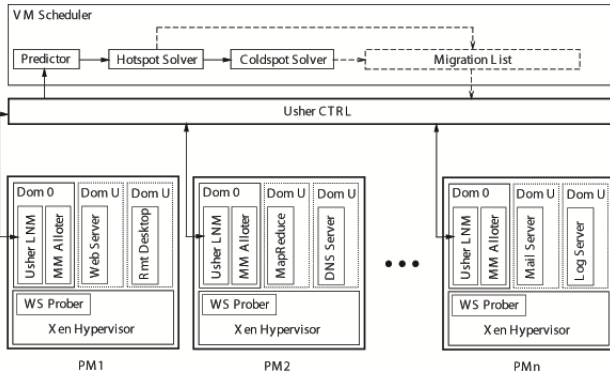 VM Scheduler
Predictor
Hotspot Solver
Coldspot Solver
Migration List
Usher CTRL
Dom 0
Dom U
Dom U
Usher LNM
MM Alloter
Web Server
Rmt Desktop
WS Prober
Xen Hypervisor
PM1
Dom 0
Dom U
Dom U
Usher LNM
MM Alloter
MapReduce
DNS Server
WS Prober
Xen Hypervisor
PM2
Dom 0
Dom U
Dom U
Usher LNM
MM Alloter
Mail Server
Log Server
WS Prober
Xen Hypervisor
PMn